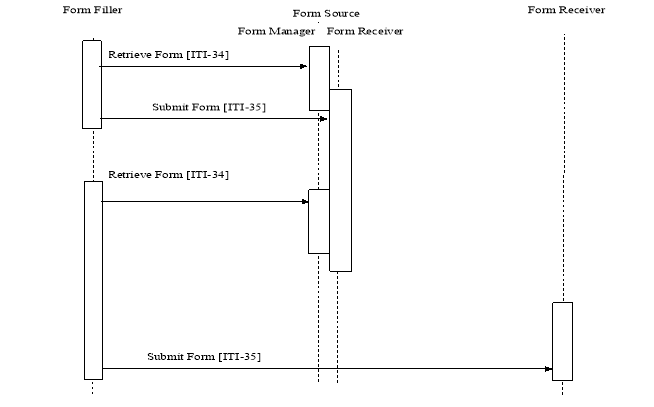 Form Filler
Form Source
Form Receiver
Form Manager
Form Receiver
Retrieve Form [ITI-34]
Submit Form [ITI-35]
Retrieve Form [ITI-34]
Submit Form [ITI-35]